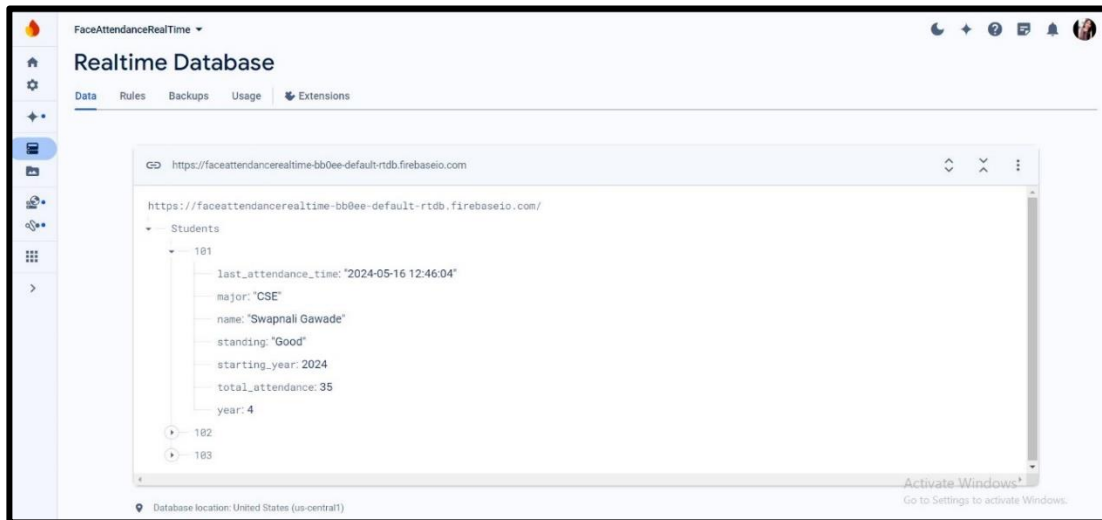 FaceAttendanceRealTime
Realtime Database
Data Rules Backups Usage Extensions
https://faceattendancerealtime-bb0ee-default-rtdb.firebaseio.com
https://faceattendancerealtime-bb0ee-default-rtdb.firebaseio.com/
Students
101
last_attendance_time: "2024-05-16 12:46:04"
major: "CSE"
name: "Swapnali Gawade"
standing: "Good"
starting_year: 2024
total_attendance: 35
year: 4
102
103
Activate Windows
Go to Settings to activate Windows.
Database location: United States (us-central1)